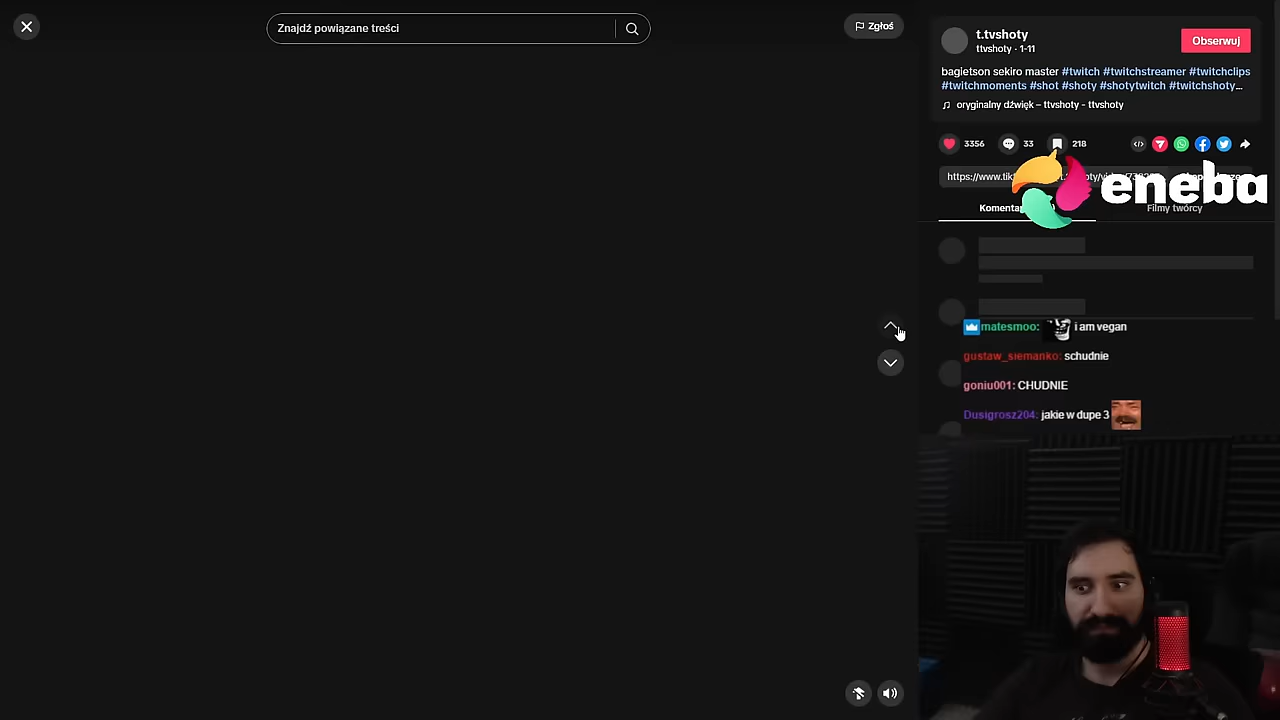 Znajdź powiązane treści
Zgłoś
t.tvshoty
ttvshoty · 1-11
Obserwuj
bagietson sekiro master #twitch #twitchstreamer #twitchclips
#twitchmoments #shot #shoty #shotytwitch #twitchshoty...
oryginalny dźwięk – ttvshoty - ttvshoty
3356
33
218
https://www.tik
eneba
Filmy twórcy
matesmoo: i am vegan
gustaw_siemanko: schudnie
goniu001: CHUDNIE
Dusigrosz204: jakie w dupe 3